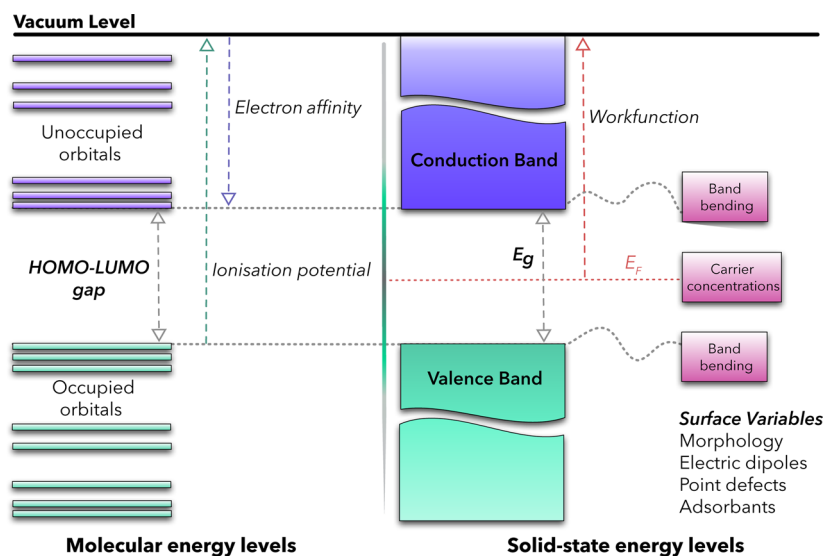 Vacuum Level
Unoccupied
orbitals
HOMO-LUMO
gap
Occupied
orbitals
Molecular energy levels
Electron affinity
Ionisation potential
Conduction Band
Eg
Valence Band
Workfunction
E_F
Band
bending
Carrier
concentrations
Band
bending
Surface Variables
Morphology
Electric dipoles
Point defects
Adsorbants
Solid-state energy levels